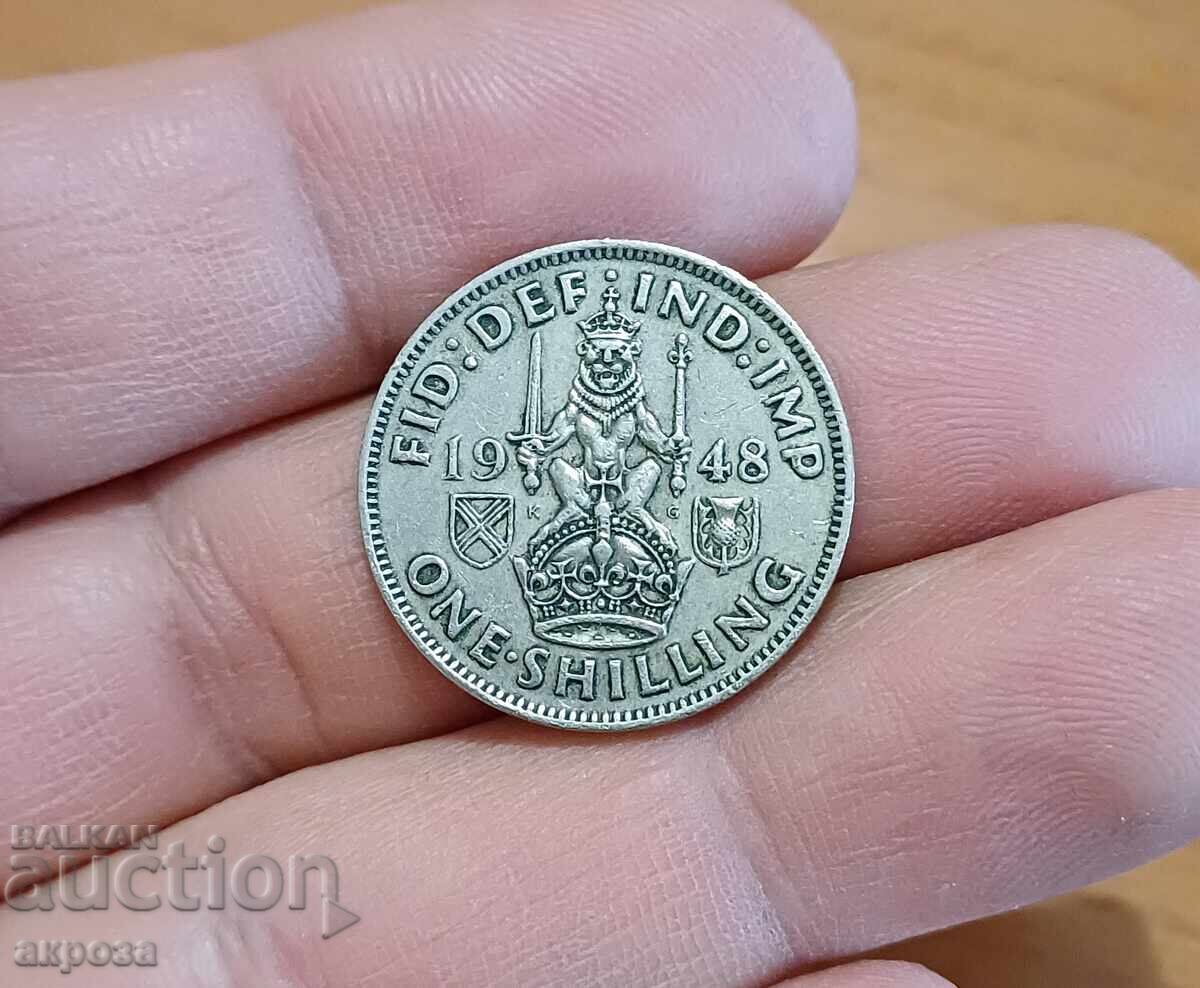 FID: DEF: IND: IMP
19 48
K G
ONE·SHILLING
BALKAN
auction
акроза